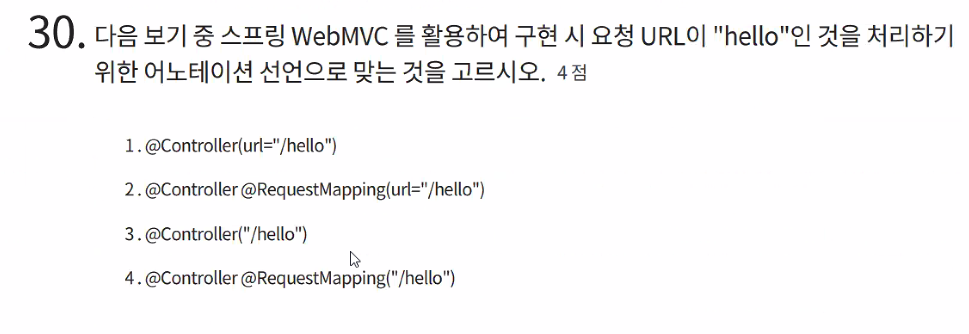 30. 다음 보기 중 스프링 WebMVC 를 활용하여 구현 시 요청 URL이 "hello"인 것을 처리하기
위한 어노테이션 선언으로 맞는 것을 고르시오. 4 점
1. @Controller(url="/hello")
2. @Controller @RequestMapping(url="/hello")
3. @Controller("/hello")
4. @Controller @RequestMapping("/hello")